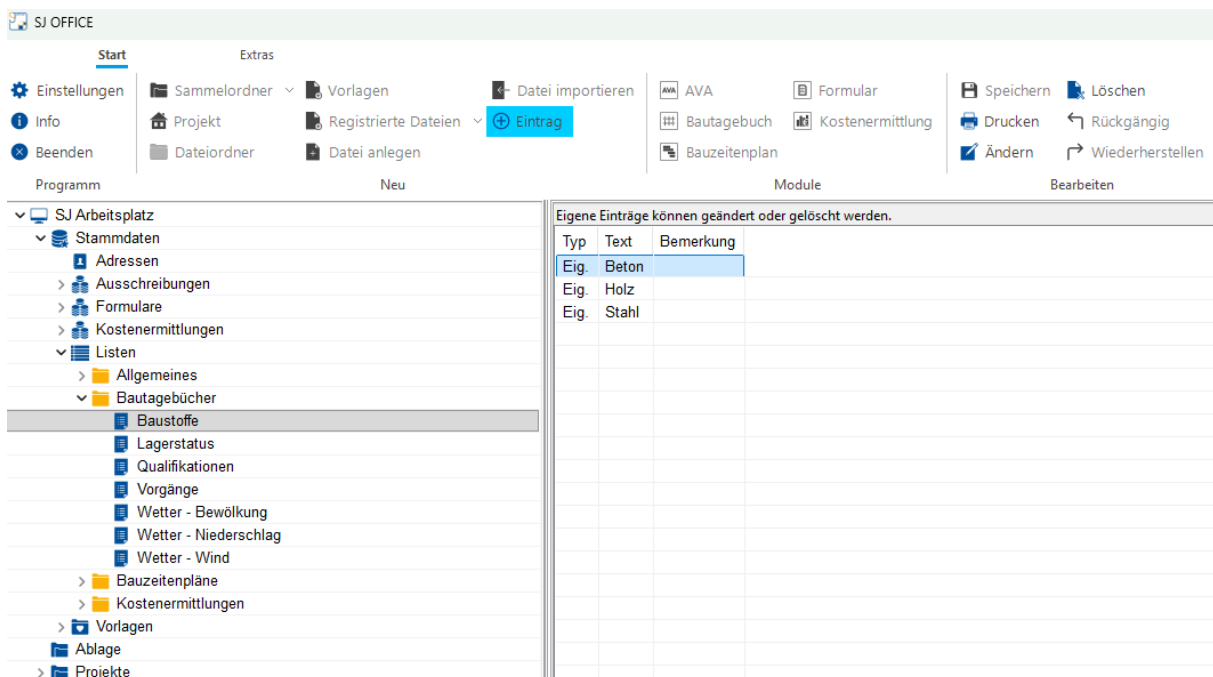 SJ OFFICE
Start Extras
Einstellungen Sammelordner Vorlagen Datei importieren AVA AVA Formular Speichern Löschen
Info Projekt Registrierte Dateien Eintrag Bautagebuch Kostenermittlung Drucken Rückgängig
Beenden Dateiordner Datei anlegen Bauzeitenplan Ändern Wiederherstellen
Programm Neu Module Bearbeiten
SJ Arbeitsplatz
Stammdaten
Adressen
Ausschreibungen
Formulare
Kostenermittlungen
Listen
Allgemeines
Bautagebücher
Baustoffe
Lagerstatus
Qualifikationen
Vorgänge
Wetter - Bewölkung
Wetter - Niederschlag
Wetter - Wind
Bauzeitenpläne
Kostenermittlungen
Vorlagen
Ablage
Projekte
Eigene Einträge können geändert oder gelöscht werden.
Typ Text Bemerkung
Eig. Beton
Eig. Holz
Eig. Stahl